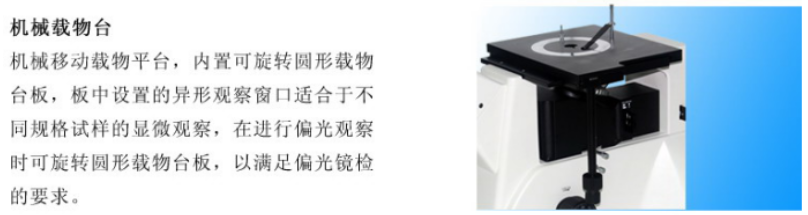 机械载物台
机械移动载物平台，内置可旋转圆形载物
台板，板中设置的异形观察窗口适合于不
同规格试样的显微观察，在进行偏光观察
时可旋转圆形载物台板，以满足偏光镜检
的要求。